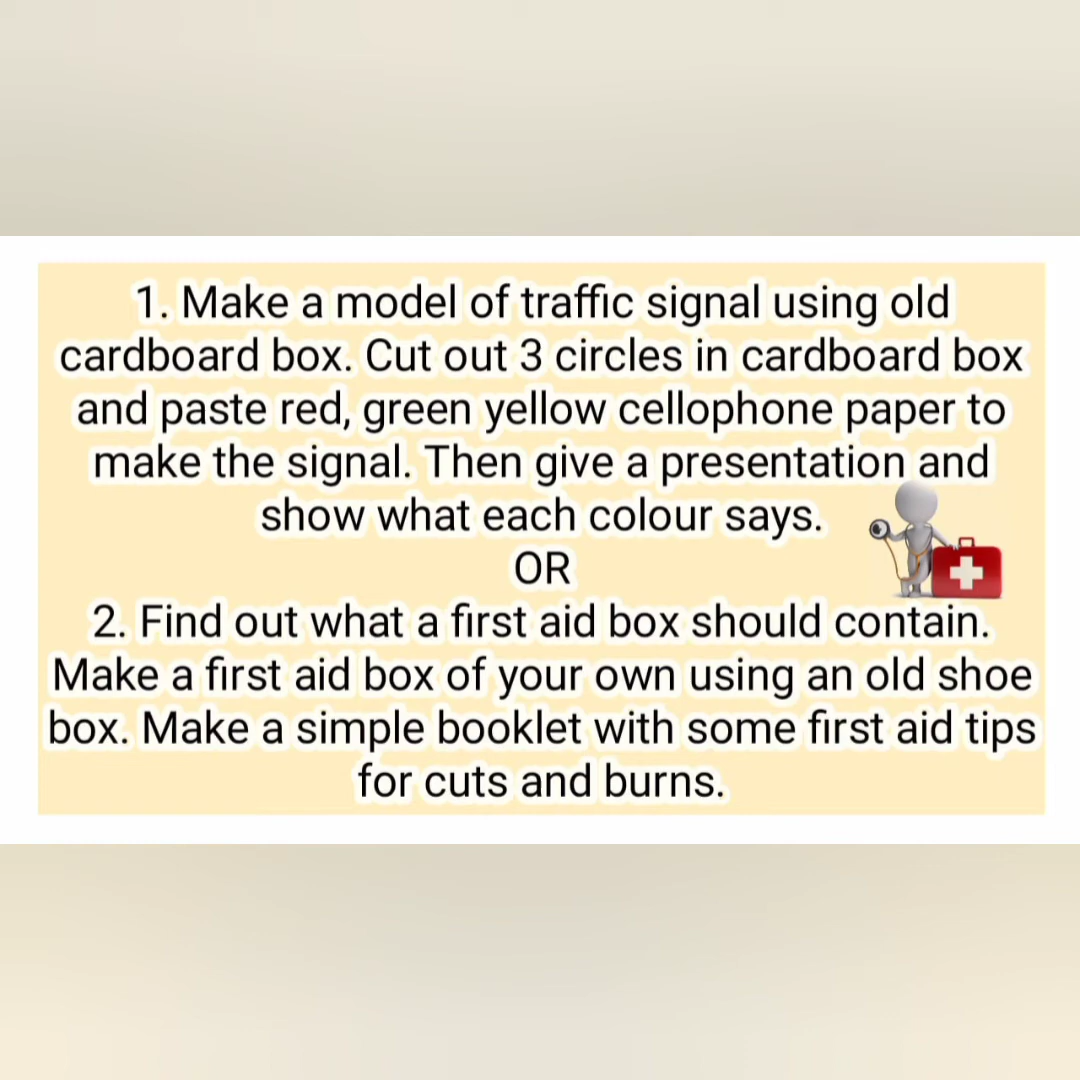 1. Make a model of traffic signal using old
cardboard box. Cut out 3 circles in cardboard box
and paste red, green yellow cellophone paper to
make the signal. Then give a presentation and
show what each colour says.
OR
2. Find out what a first aid box should contain.
Make a first aid box of your own using an old shoe
box. Make a simple booklet with some first aid tips
for cuts and burns.